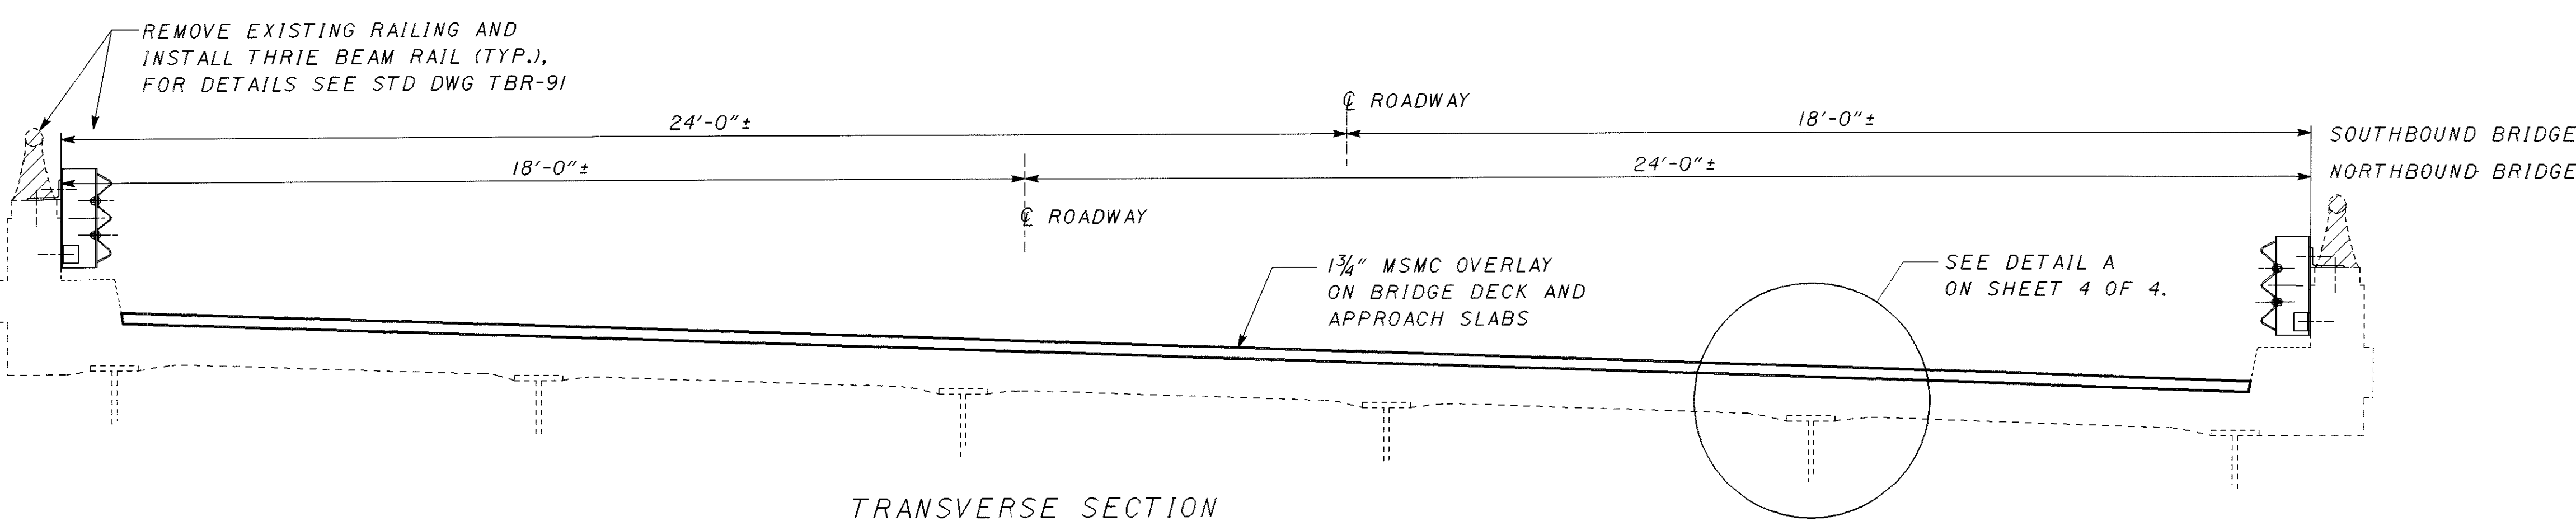 REMOVE EXISTING RAILING AND
INSTALL THRIE BEAM RAIL (TYP.),
FOR DETAILS SEE STD DWG TBR-91
℄ ROADWAY
24'-0"±
18'-0"±
SOUTHBOUND BRIDGE
18'-0"±
24'-0"±
NORTHBOUND BRIDGE
℄ ROADWAY
1¾" MSMC OVERLAY
ON BRIDGE DECK AND
APPROACH SLABS
SEE DETAIL A
ON SHEET 4 OF 4.
TRANSVERSE SECTION